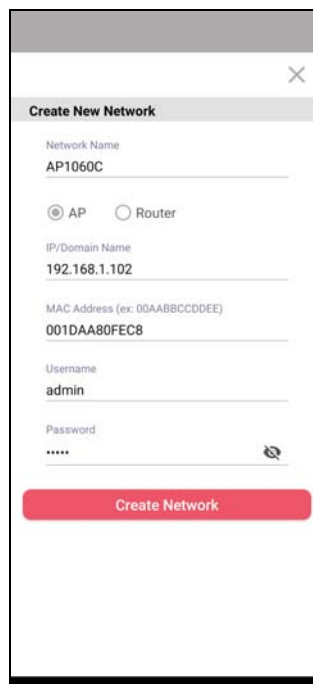 Create New Network
Network Name
AP1060C
AP Router
IP/Domain Name
192.168.1.102
MAC Address (ex: 00AABBCCDDEE)
001DAA80FEC8
Username
admin
Password
•••••
Create Network